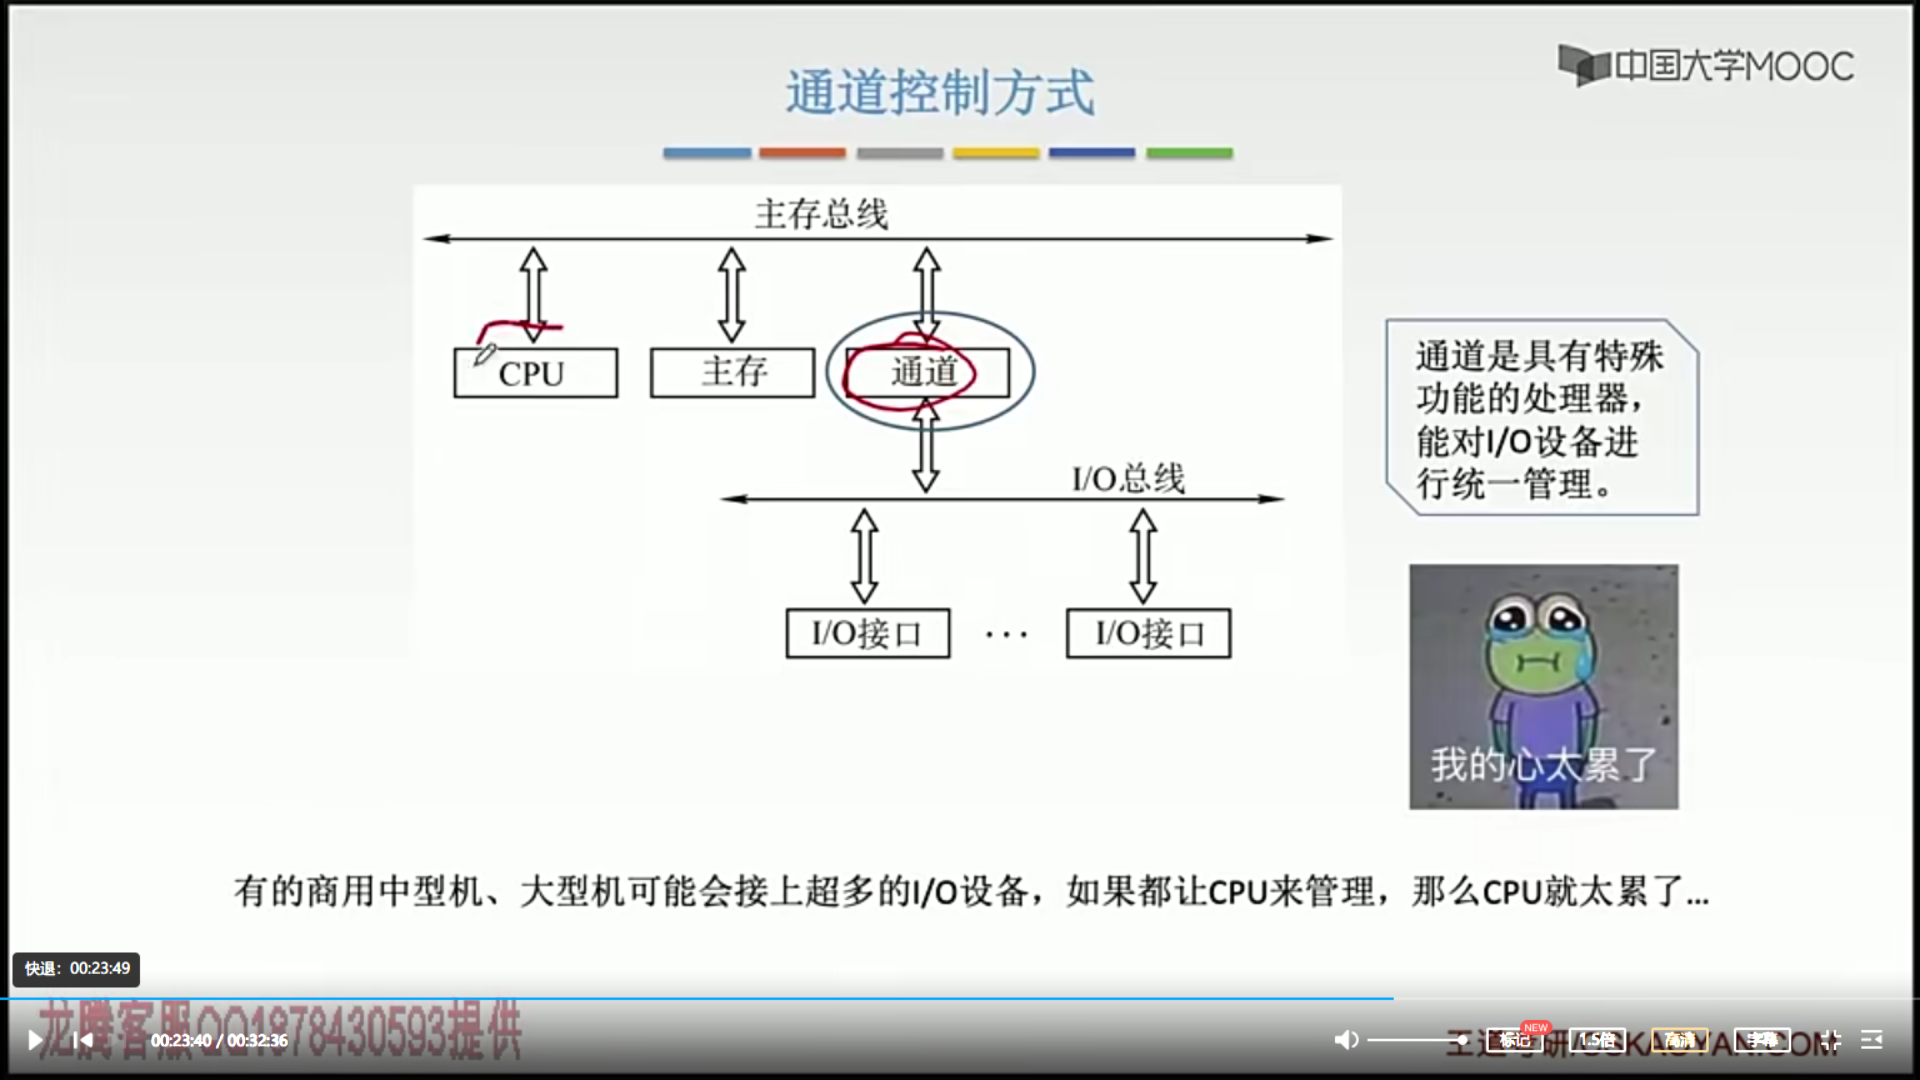 中国大学MOOC
通道控制方式
主存总线
CPU
主存
通道
通道是具有特殊
功能的处理器，
能对I/O设备进
行统一管理。
I/O总线
I/O接口
...
I/O接口
我的心太累了
有的商用中型机、大型机可能会接上超多的I/O设备，如果都让CPU来管理，那么CPU就太累了...
快退：00:23:49
龙腾客服QQ1878430593提供
00:23:40 / 00:32:36
王道考研/CSKAOYAN.COM
标记
NEW
1.5倍
高清
字幕